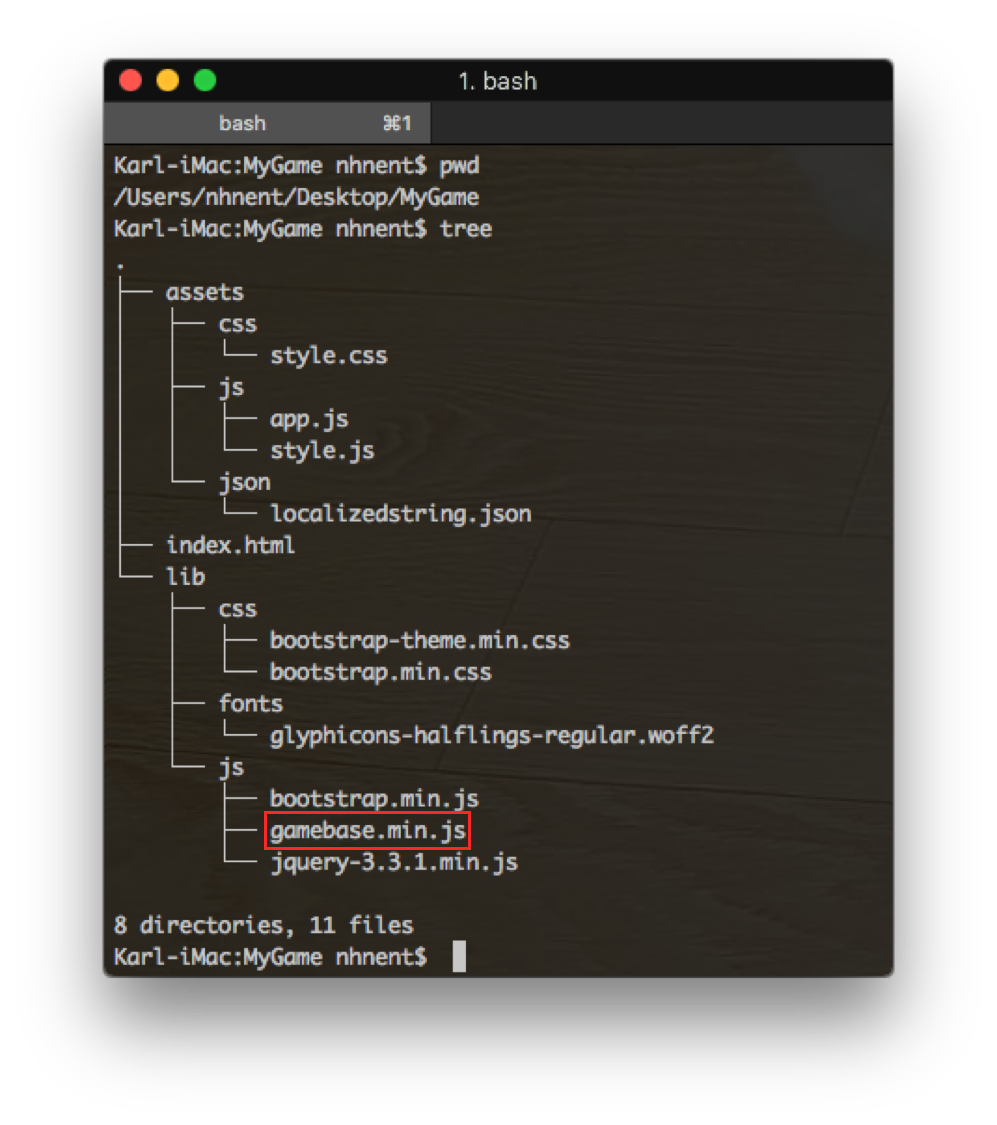 1. bash
bash ⌘1
Karl-iMac:MyGame nhnent$ pwd
/Users/nhnent/Desktop/MyGame
Karl-iMac:MyGame nhnent$ tree
.
├── assets
│   ├── css
│   │   └── style.css
│   ├── js
│   │   ├── app.js
│   │   └── style.js
│   └── json
│       └── localizedstring.json
├── index.html
└── lib
    ├── css
    │   ├── bootstrap-theme.min.css
    │   └── bootstrap.min.css
    ├── fonts
    │   └── glyphicons-halflings-regular.woff2
    └── js
        ├── bootstrap.min.js
        ├── gamebase.min.js
        └── jquery-3.3.1.min.js
8 directories, 11 files
Karl-iMac:MyGame nhnent$